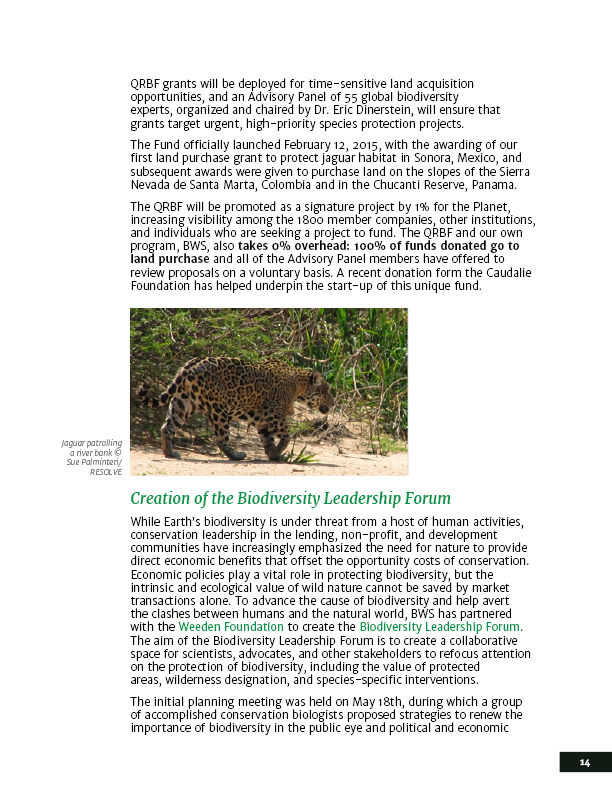 QRBF grants will be deployed for time-sensitive land acquisition
opportunities, and an Advisory Panel of 55 global biodiversity
experts, organized and chaired by Dr. Eric Dinerstein, will ensure that
grants target urgent, high-priority species protection projects.
The Fund officially launched February 12, 2015, with the awarding of our
first land purchase grant to protect jaguar habitat in Sonora, Mexico, and
subsequent awards were given to purchase land on the slopes of the Sierra
Nevada de Santa Marta, Colombia and in the Chucanti Reserve, Panama.
The QRBF will be promoted as a signature project by 1% for the Planet,
increasing visibility among the 1800 member companies, other institutions,
and individuals who are seeking a project to fund. The QRBF and our own
program, BWS, also takes 0% overhead: 100% of funds donated go to
land purchase and all of the Advisory Panel members have offered to
review proposals on a voluntary basis. A recent donation form the Caudalie
Foundation has helped underpin the start-up of this unique fund.
Jaguar patrolling
a river bank ©
Sue Palminteri/
RESOLVE
Creation of the Biodiversity Leadership Forum
While Earth's biodiversity is under threat from a host of human activities,
conservation leadership in the lending, non-profit, and development
communities have increasingly emphasized the need for nature to provide
direct economic benefits that offset the opportunity costs of conservation.
Economic policies play a vital role in protecting biodiversity, but the
intrinsic and ecological value of wild nature cannot be saved by market
transactions alone. To advance the cause of biodiversity and help avert
the clashes between humans and the natural world, BWS has partnered
with the Weeden Foundation to create the Biodiversity Leadership Forum.
The aim of the Biodiversity Leadership Forum is to create a collaborative
space for scientists, advocates, and other stakeholders to refocus attention
on the protection of biodiversity, including the value of protected
areas, wilderness designation, and species-specific interventions.
The initial planning meeting was held on May 18th, during which a group
of accomplished conservation biologists proposed strategies to renew the
importance of biodiversity in the public eye and political and economic
14